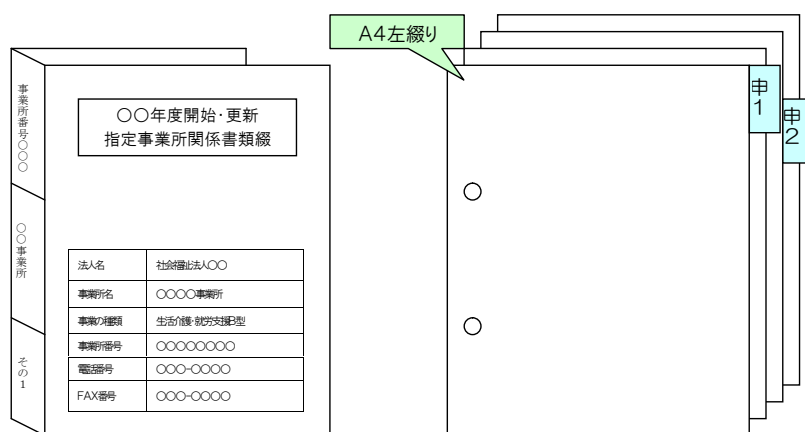 A4左綴り
事業所番号〇〇〇
〇〇事業所
その1
〇〇年度開始・更新
指定事業所関係書類綴
法人名 社会福祉法人〇〇
事業所名 〇〇〇〇事業所
事業の種類 生活介護・就労支援B型
事業所番号 〇〇〇〇〇〇〇〇
電話番号 〇〇〇-〇〇〇〇
FAX番号 〇〇〇-〇〇〇〇
申1
申2